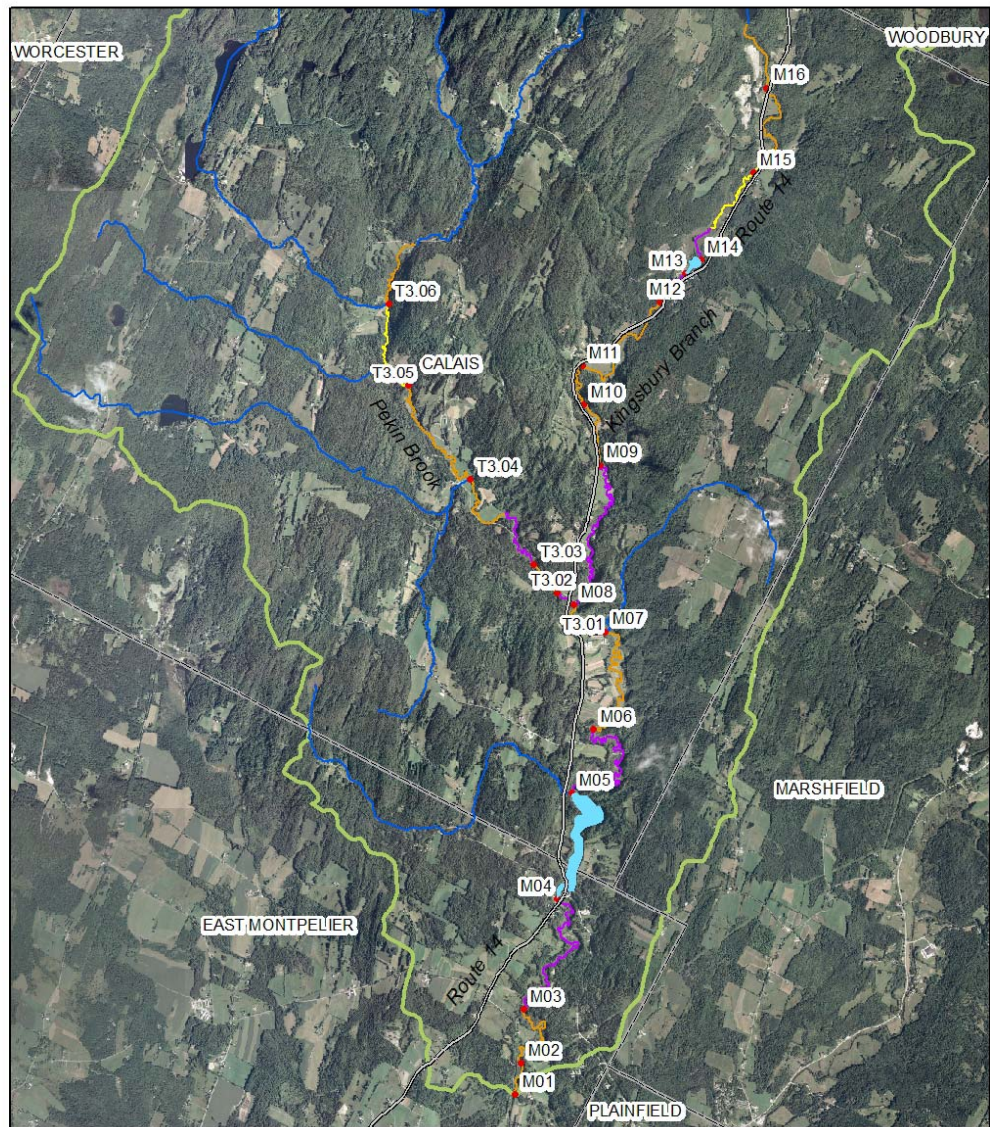 WORCESTER
WOODBURY
M16
M15
Route 14
M14
M13
M12
T3.06
Kingsbury Branch
M11
CALAIS
T3.05
M10
Pekin Brook
M09
T3.04
T3.03
T3.02
M08
T3.01
M07
M06
M05
MARSHFIELD
M04
EAST MONTPELIER
Route 14
M03
M02
M01
PLAINFIELD